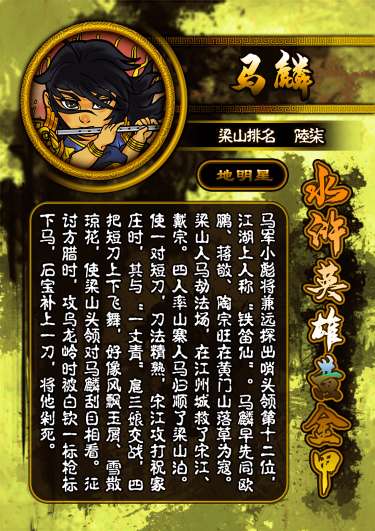 马麟
梁山排名 陸柒
地明星
水浒英雄黄金甲
马军小彪将兼远探出哨头领第十二位，
江湖上人称“铁笛仙”。马麟早先同欧
鹏、蒋敬、陶宗旺在黄门山落草为寇。
梁山人马劫法场，在江州城救了宋江、
戴宗。四人率山寨人马归顺了梁山泊。
使一对短刀，刀法精熟，宋江攻打祝家
庄时，其与“一丈青”扈三娘交战，四
把短刀上下飞舞，好像风飘玉屑，雪散
琼花，使梁山头领对马麟刮目相看。征
讨方腊时，攻乌龙岭时被白钦一标枪标
下马，石宝补上一刀，将他剁死。